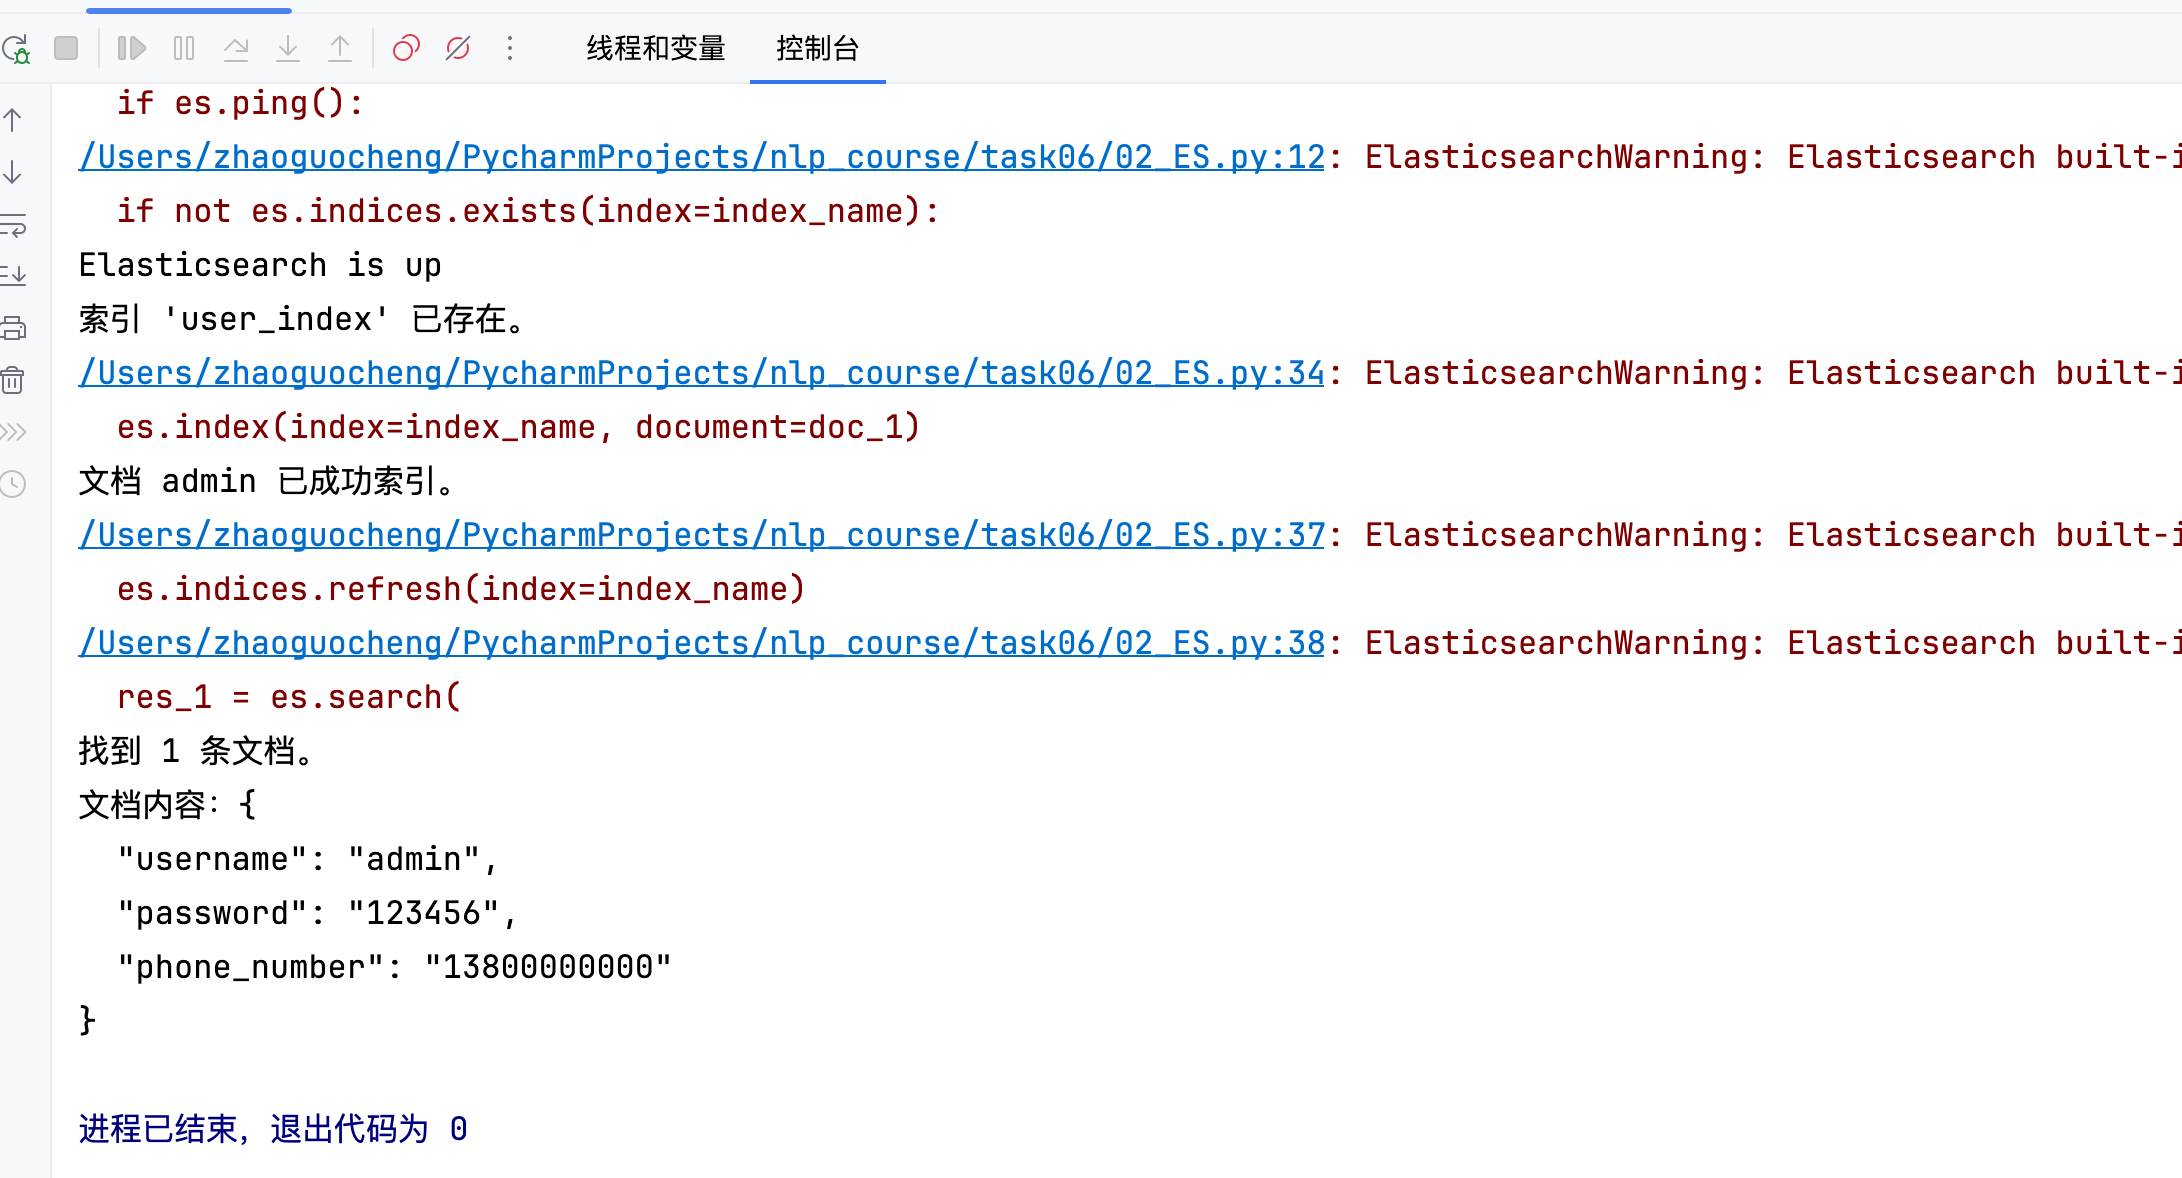 线程和变量 控制台
if es.ping():
/Users/zhaoguocheng/PycharmProjects/nlp_course/task06/02_ES.py:12: ElasticsearchWarning: Elasticsearch built-i
if not es.indices.exists(index=index_name):
Elasticsearch is up
索引 'user_index' 已存在。
/Users/zhaoguocheng/PycharmProjects/nlp_course/task06/02_ES.py:34: ElasticsearchWarning: Elasticsearch built-i
es.index(index=index_name, document=doc_1)
文档 admin 已成功索引。
/Users/zhaoguocheng/PycharmProjects/nlp_course/task06/02_ES.py:37: ElasticsearchWarning: Elasticsearch built-i
es.indices.refresh(index=index_name)
/Users/zhaoguocheng/PycharmProjects/nlp_course/task06/02_ES.py:38: ElasticsearchWarning: Elasticsearch built-i
res_1 = es.search(
找到 1 条文档。
文档内容：{
"username": "admin",
"password": "123456",
"phone_number": "13800000000"
}
进程已结束，退出代码为 0